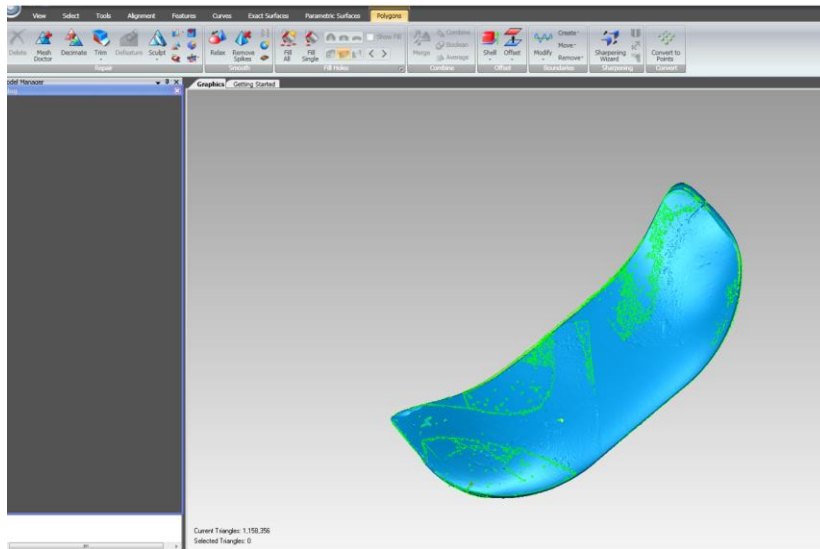 View Select Tools Alignment Features Curves Exact Surfaces Parametric Surfaces Polygons
Delete Mesh Doctor Decimate Trim Defeature Sculpt Relax Remove Spikes Fill All Fill Single Show Fill Merge Combine Boolean Average Shell Offset Modify Create Move Remove Sharpening Wizard Convert to Points
Repair Smooth Fill Holes Combine Offset Boundaries Sharpening Convert
odel Manager
Graphics Getting Started
Current Triangles: 1,158,356
Selected Triangles: 0